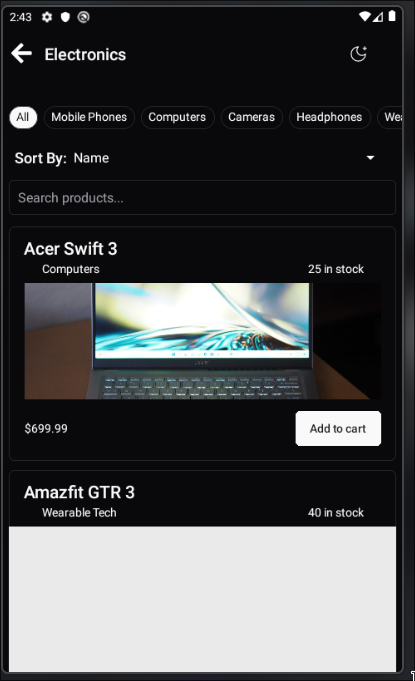 2:43
Electronics
All Mobile Phones Computers Cameras Headphones Wea
Sort By: Name
Search products...
Acer Swift 3
Computers 25 in stock
$699.99 Add to cart
Amazfit GTR 3
Wearable Tech 40 in stock